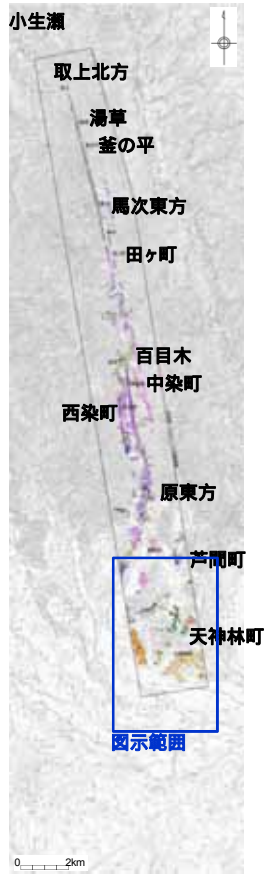 小生瀬
取上北方
湯草
釜の平
馬次東方
田ヶ町
百目木
中染町
西染町
原東方
芦間町
天神林町
図示範囲
0 2km